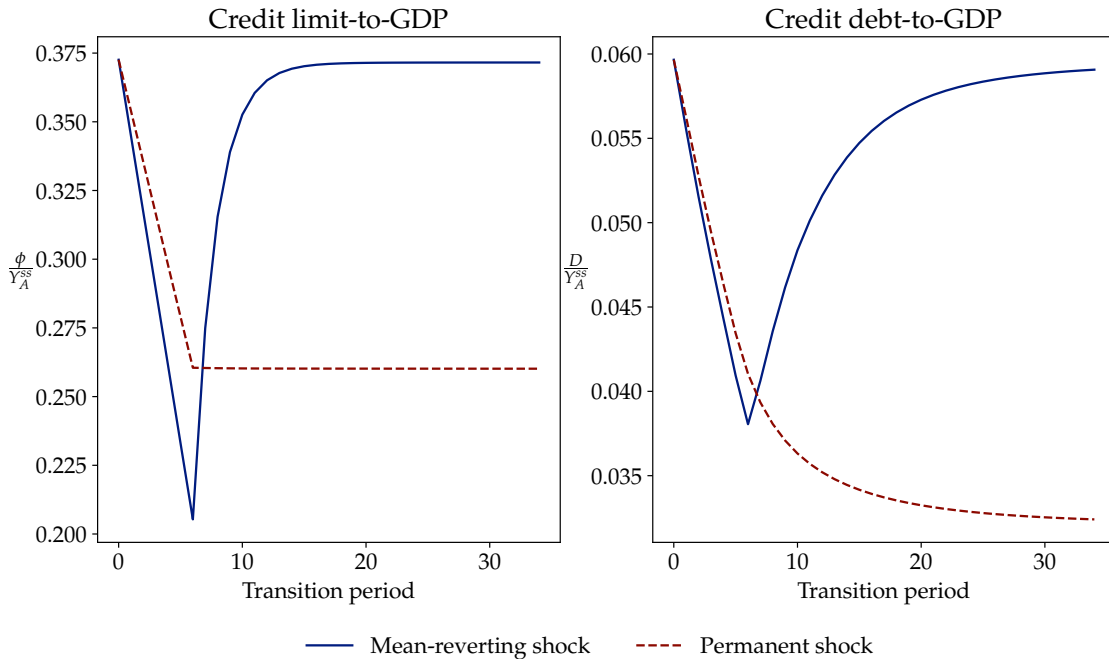 Credit limit-to-GDP
0.375
0.350
0.325
0.300
0.275
0.250
0.225
0.200
ϕ
Y_A^{ss}
0 10 20 30
Transition period
Credit debt-to-GDP
0.060
0.055
0.050
0.045
0.040
0.035
D
Y_A^{ss}
0 10 20 30
Transition period
Mean-reverting shock Permanent shock